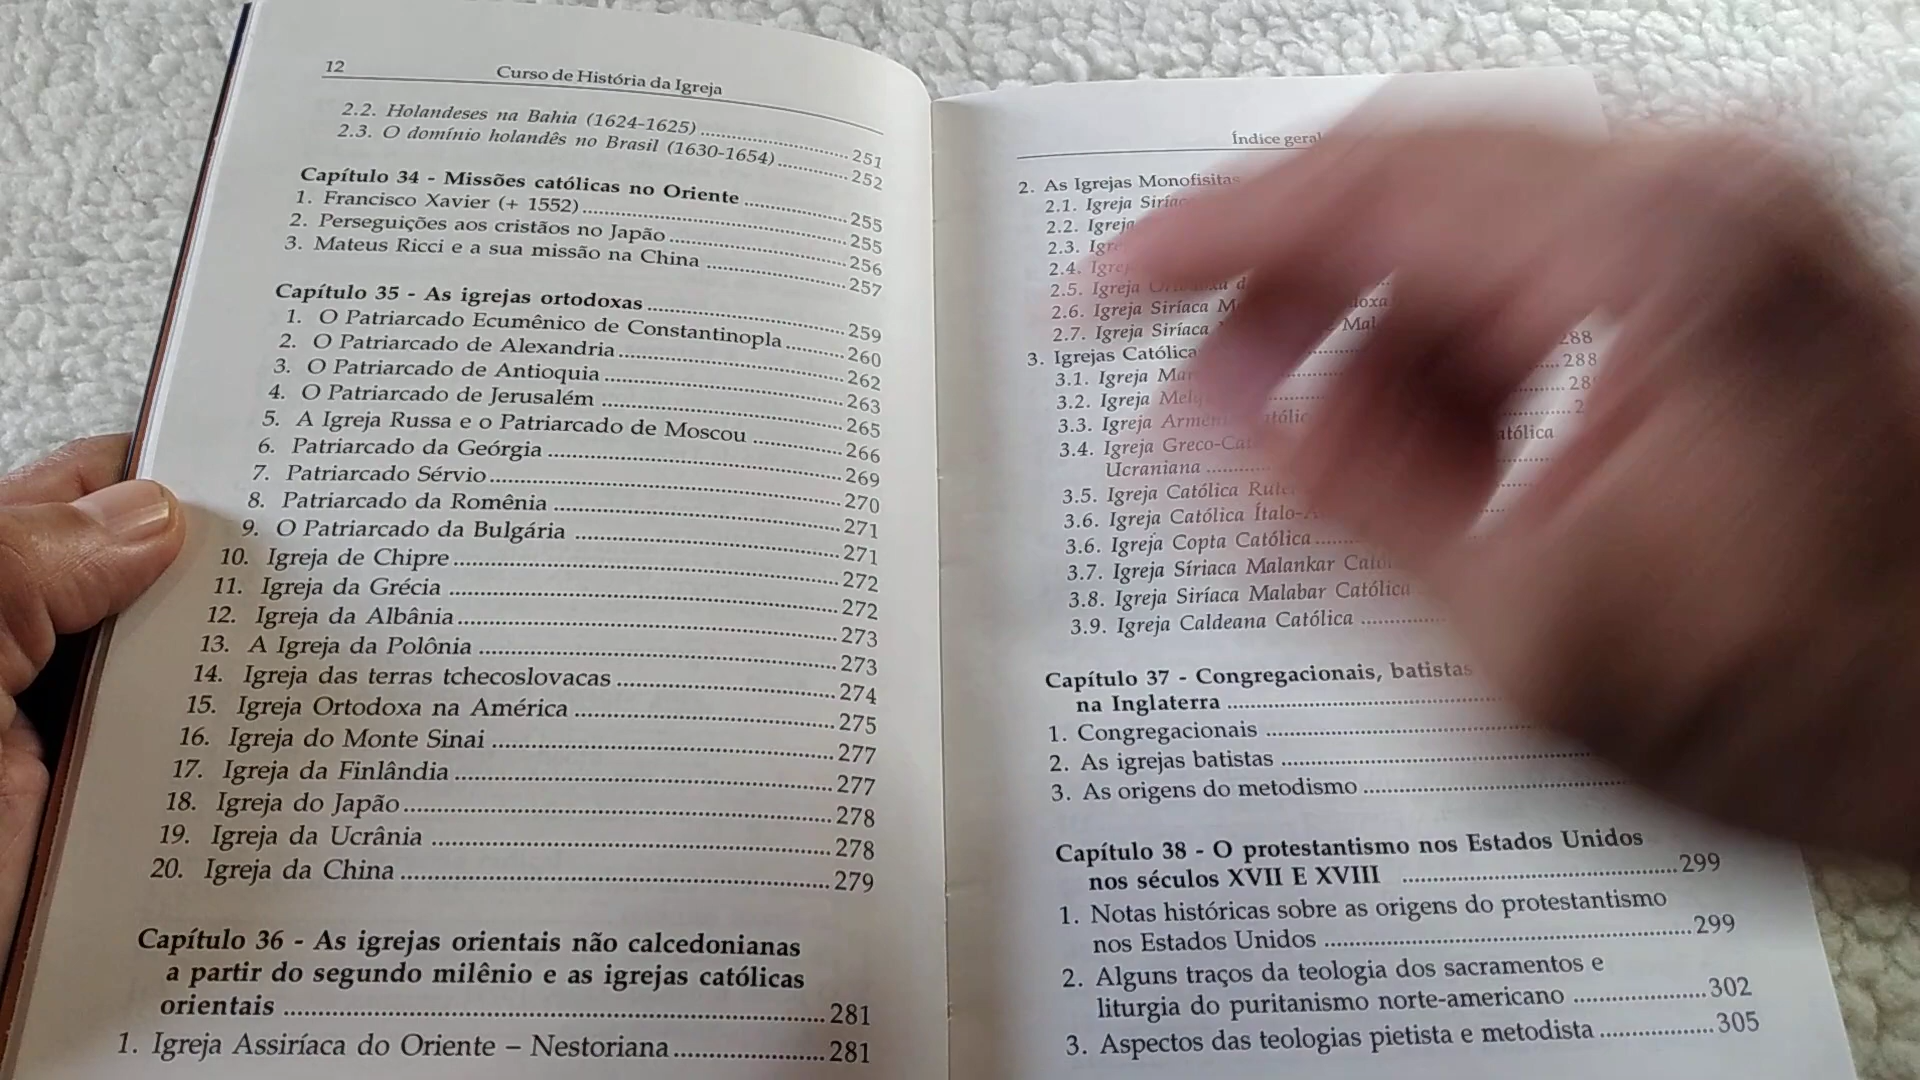 12
Curso de História da Igreja
2.2. Holandeses na Bahia (1624-1625) ........ 251
2.3. O domínio holandês no Brasil (1630-1654) ........ 252
Capítulo 34 - Missões católicas no Oriente ........ 255
1. Francisco Xavier (+ 1552) ........ 255
2. Perseguições aos cristãos no Japão ........ 256
3. Mateus Ricci e a sua missão na China ........ 257
Capítulo 35 - As igrejas ortodoxas ........ 259
1. O Patriarcado Ecumênico de Constantinopla ........ 260
2. O Patriarcado de Alexandria ........ 262
3. O Patriarcado de Antioquia ........ 263
4. O Patriarcado de Jerusalém ........ 265
5. A Igreja Russa e o Patriarcado de Moscou ........ 266
6. Patriarcado da Geórgia ........ 269
7. Patriarcado Sérvio ........ 270
8. Patriarcado da Romênia ........ 271
9. O Patriarcado da Bulgária ........ 271
10. Igreja de Chipre ........ 272
11. Igreja da Grécia ........ 272
12. Igreja da Albânia ........ 273
13. A Igreja da Polônia ........ 273
14. Igreja das terras tchecoslovacas ........ 274
15. Igreja Ortodoxa na América ........ 275
16. Igreja do Monte Sinai ........ 277
17. Igreja da Finlândia ........ 277
18. Igreja do Japão ........ 278
19. Igreja da Ucrânia ........ 278
20. Igreja da China ........ 279
Capítulo 36 - As igrejas orientais não calcedonianas
a partir do segundo milênio e as igrejas católicas
orientais ........ 281
1. Igreja Assiríaca do Oriente – Nestoriana ........ 281
Índice geral
2. As Igrejas Monofisitas
2.1. Igreja
2.2. Igreja
2.3.
2.4. Igreja
2.5. Igreja
2.6. Igreja Siríaca
2.7. Igreja Siríaca
288
3. Igrejas ........ 288
3.1. Igreja
3.2. Igreja
3.3. Igreja
3.4. Igreja
Ucraniana ........
3.5. Igreja Católica
3.6. Igreja Católica
3.6. Igreja Copta Católica ........
3.7. Igreja Síriaca Malankar
3.8. Igreja Siríaca Malabar Católica
3.9. Igreja Caldeana Católica ........
Capítulo 37 - Congregacionais, batistas
na Inglaterra ........
1. Congregacionais ........
2. As igrejas batistas ........
3. As origens do metodismo ........
Capítulo 38 - O protestantismo nos Estados Unidos
nos séculos XVII E XVIII ........ 299
1. Notas históricas sobre as origens do protestantismo
nos Estados Unidos ........ 299
2. Alguns traços da teologia dos sacramentos e
liturgia do puritanismo norte-americano ........ 302
3. Aspectos das teologias pietista e metodista ........ 305